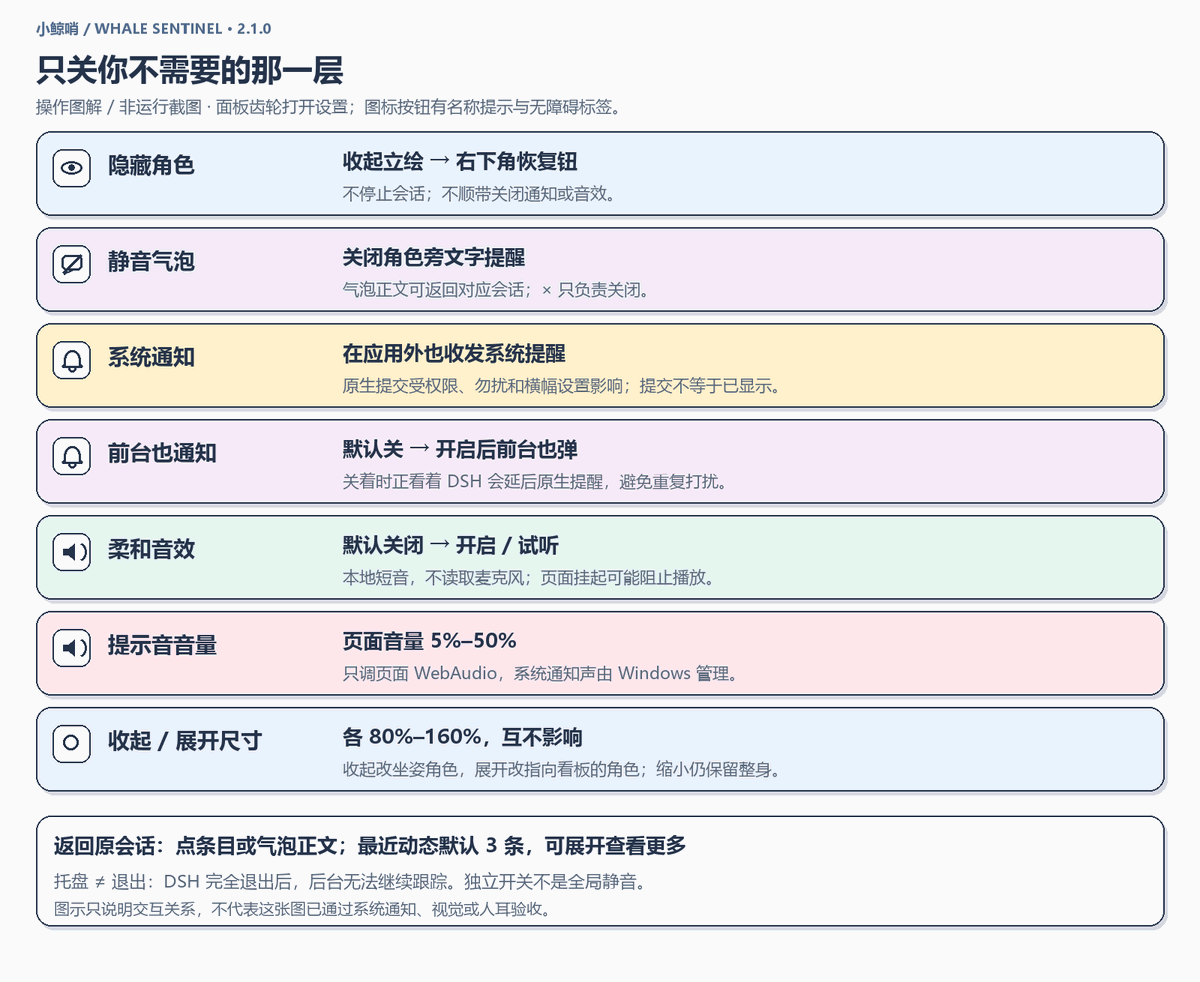 小鲸哨 / WHALE SENTINEL • 2.1.0
只关你不需要的那一层
操作图解 / 非运行截图 · 面板齿轮打开设置；图标按钮有名称提示与无障碍标签。
隐藏角色
收起立绘 → 右下角恢复钮
不停止会话；不顺带关闭通知或音效。
静音气泡
关闭角色旁文字提醒
气泡正文可返回对应会话；× 只负责关闭。
系统通知
在应用外也收发系统提醒
原生提交受权限、勿扰和横幅设置影响；提交不等于已显示。
前台也通知
默认关 → 开启后前台也弹
关着时正看着 DSH 会延后原生提醒，避免重复打扰。
柔和音效
默认关闭 → 开启 / 试听
本地短音，不读取麦克风；页面挂起可能阻止播放。
提示音音量
页面音量 5%–50%
只调页面 WebAudio，系统通知声由 Windows 管理。
收起 / 展开尺寸
各 80%–160%，互不影响
收起改坐姿角色，展开改指向看板的角色；缩小仍保留整身。
返回原会话：点条目或气泡正文；最近动态默认 3 条，可展开查看更多
托盘 ≠ 退出：DSH 完全退出后，后台无法继续跟踪。独立开关不是全局静音。
图示只说明交互关系，不代表这张图已通过系统通知、视觉或人耳验收。